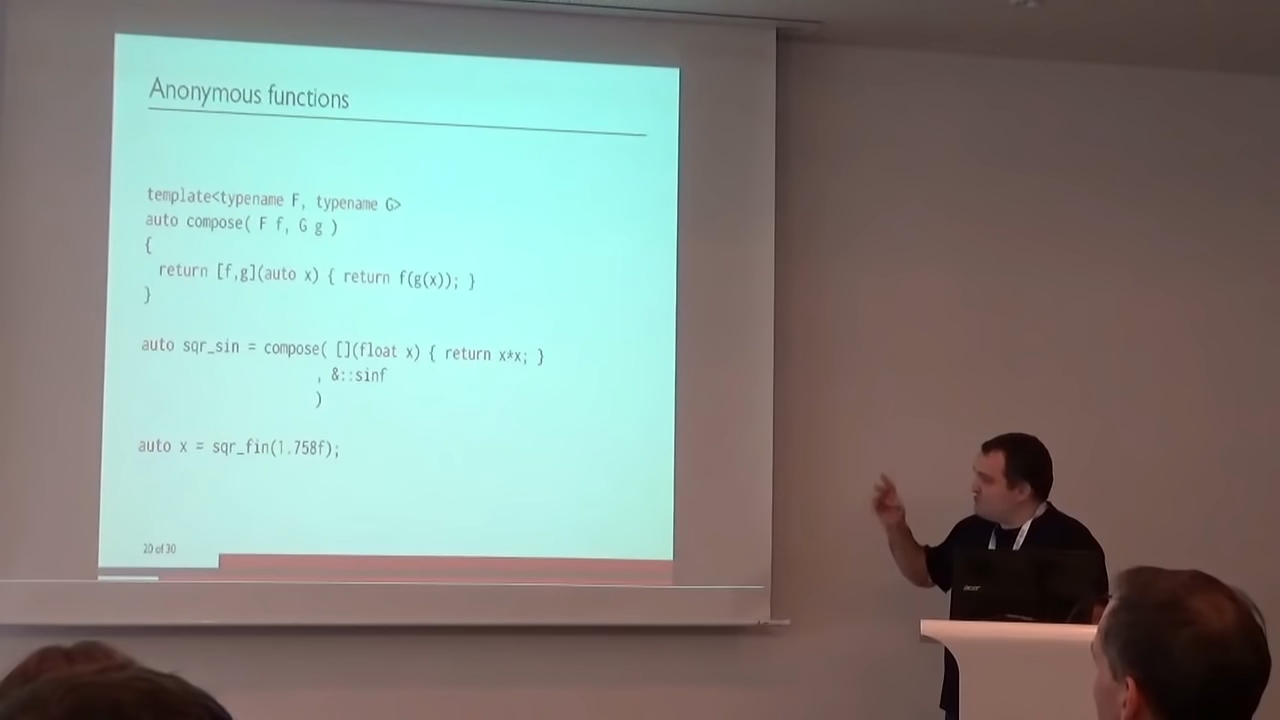 Anonymous functions
template<typename F, typename G>
auto compose( F f, G g )
{
return [f,g](auto x) { return f(g(x)); }
}
auto sqr_sin = compose( [](float x) { return x*x; }
, &::sinf
)
auto x = sqr_fin(1.758f);
20 of 30
acer